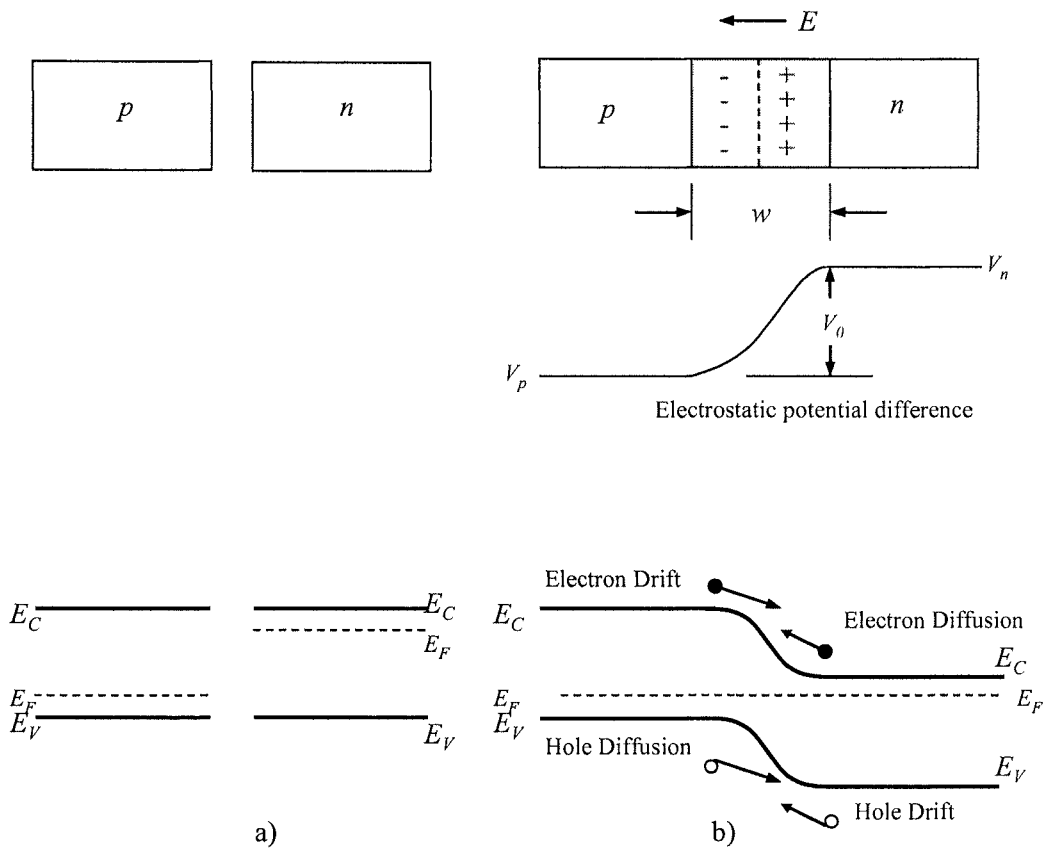 E
p
n
p
- +
- +
- +
- +
n
w
V_n
V_0
V_p
Electrostatic potential difference
E_C
E_C
E_F
E_F
E_V
E_V
Electron Drift
E_C
Electron Diffusion
E_C
E_F
E_F
E_V
Hole Diffusion
E_V
Hole Drift
a)
b)